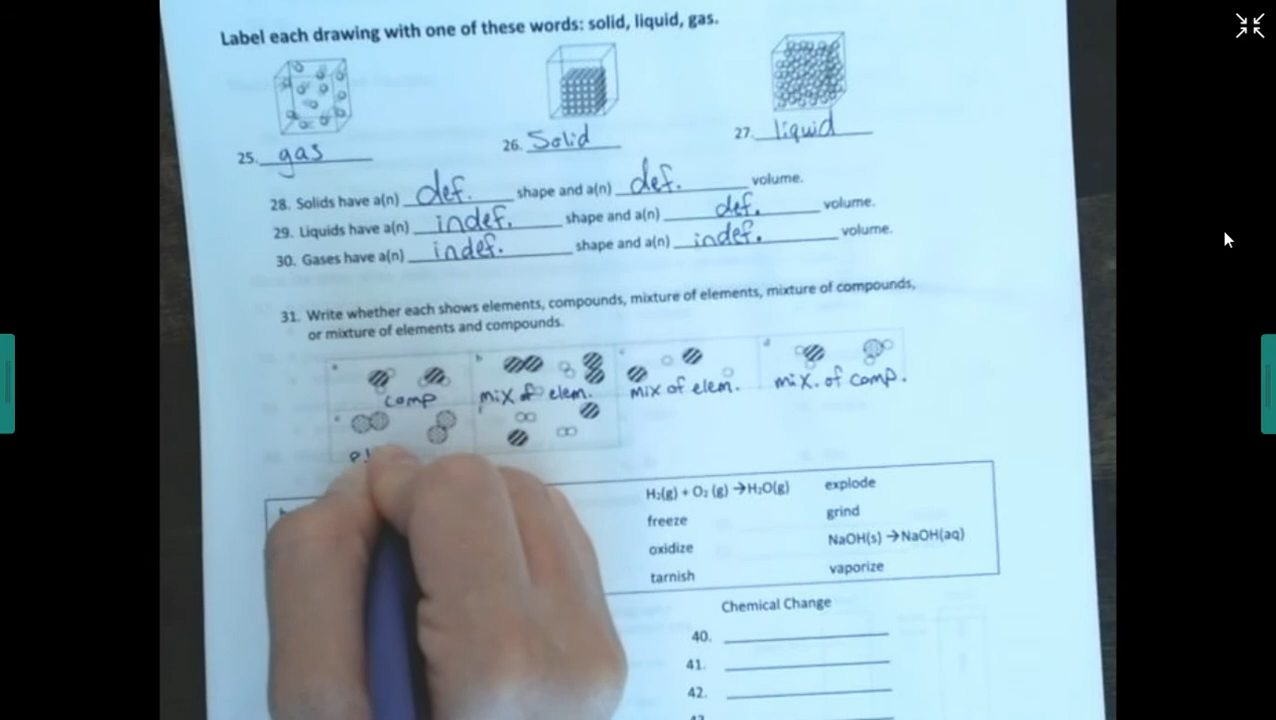 Label each drawing with one of these words: solid, liquid, gas.
25. gas
26. Solid
27. liquid
28. Solids have a(n) def. shape and a(n) def. volume.
29. Liquids have a(n) indef. shape and a(n) def. volume.
30. Gases have a(n) indef. shape and a(n) indef. volume.
31. Write whether each shows elements, compounds, mixture of elements, mixture of compounds,
or mixture of elements and compounds.
comp
mix of elem.
mix of elem.
d
mix. of comp.
H₂(g) + O₂ (g) →H₂O(g) explode
freeze grind
oxidize NaOH(s) →NaOH(aq)
tarnish vaporize
Chemical Change
40.
41.
42.